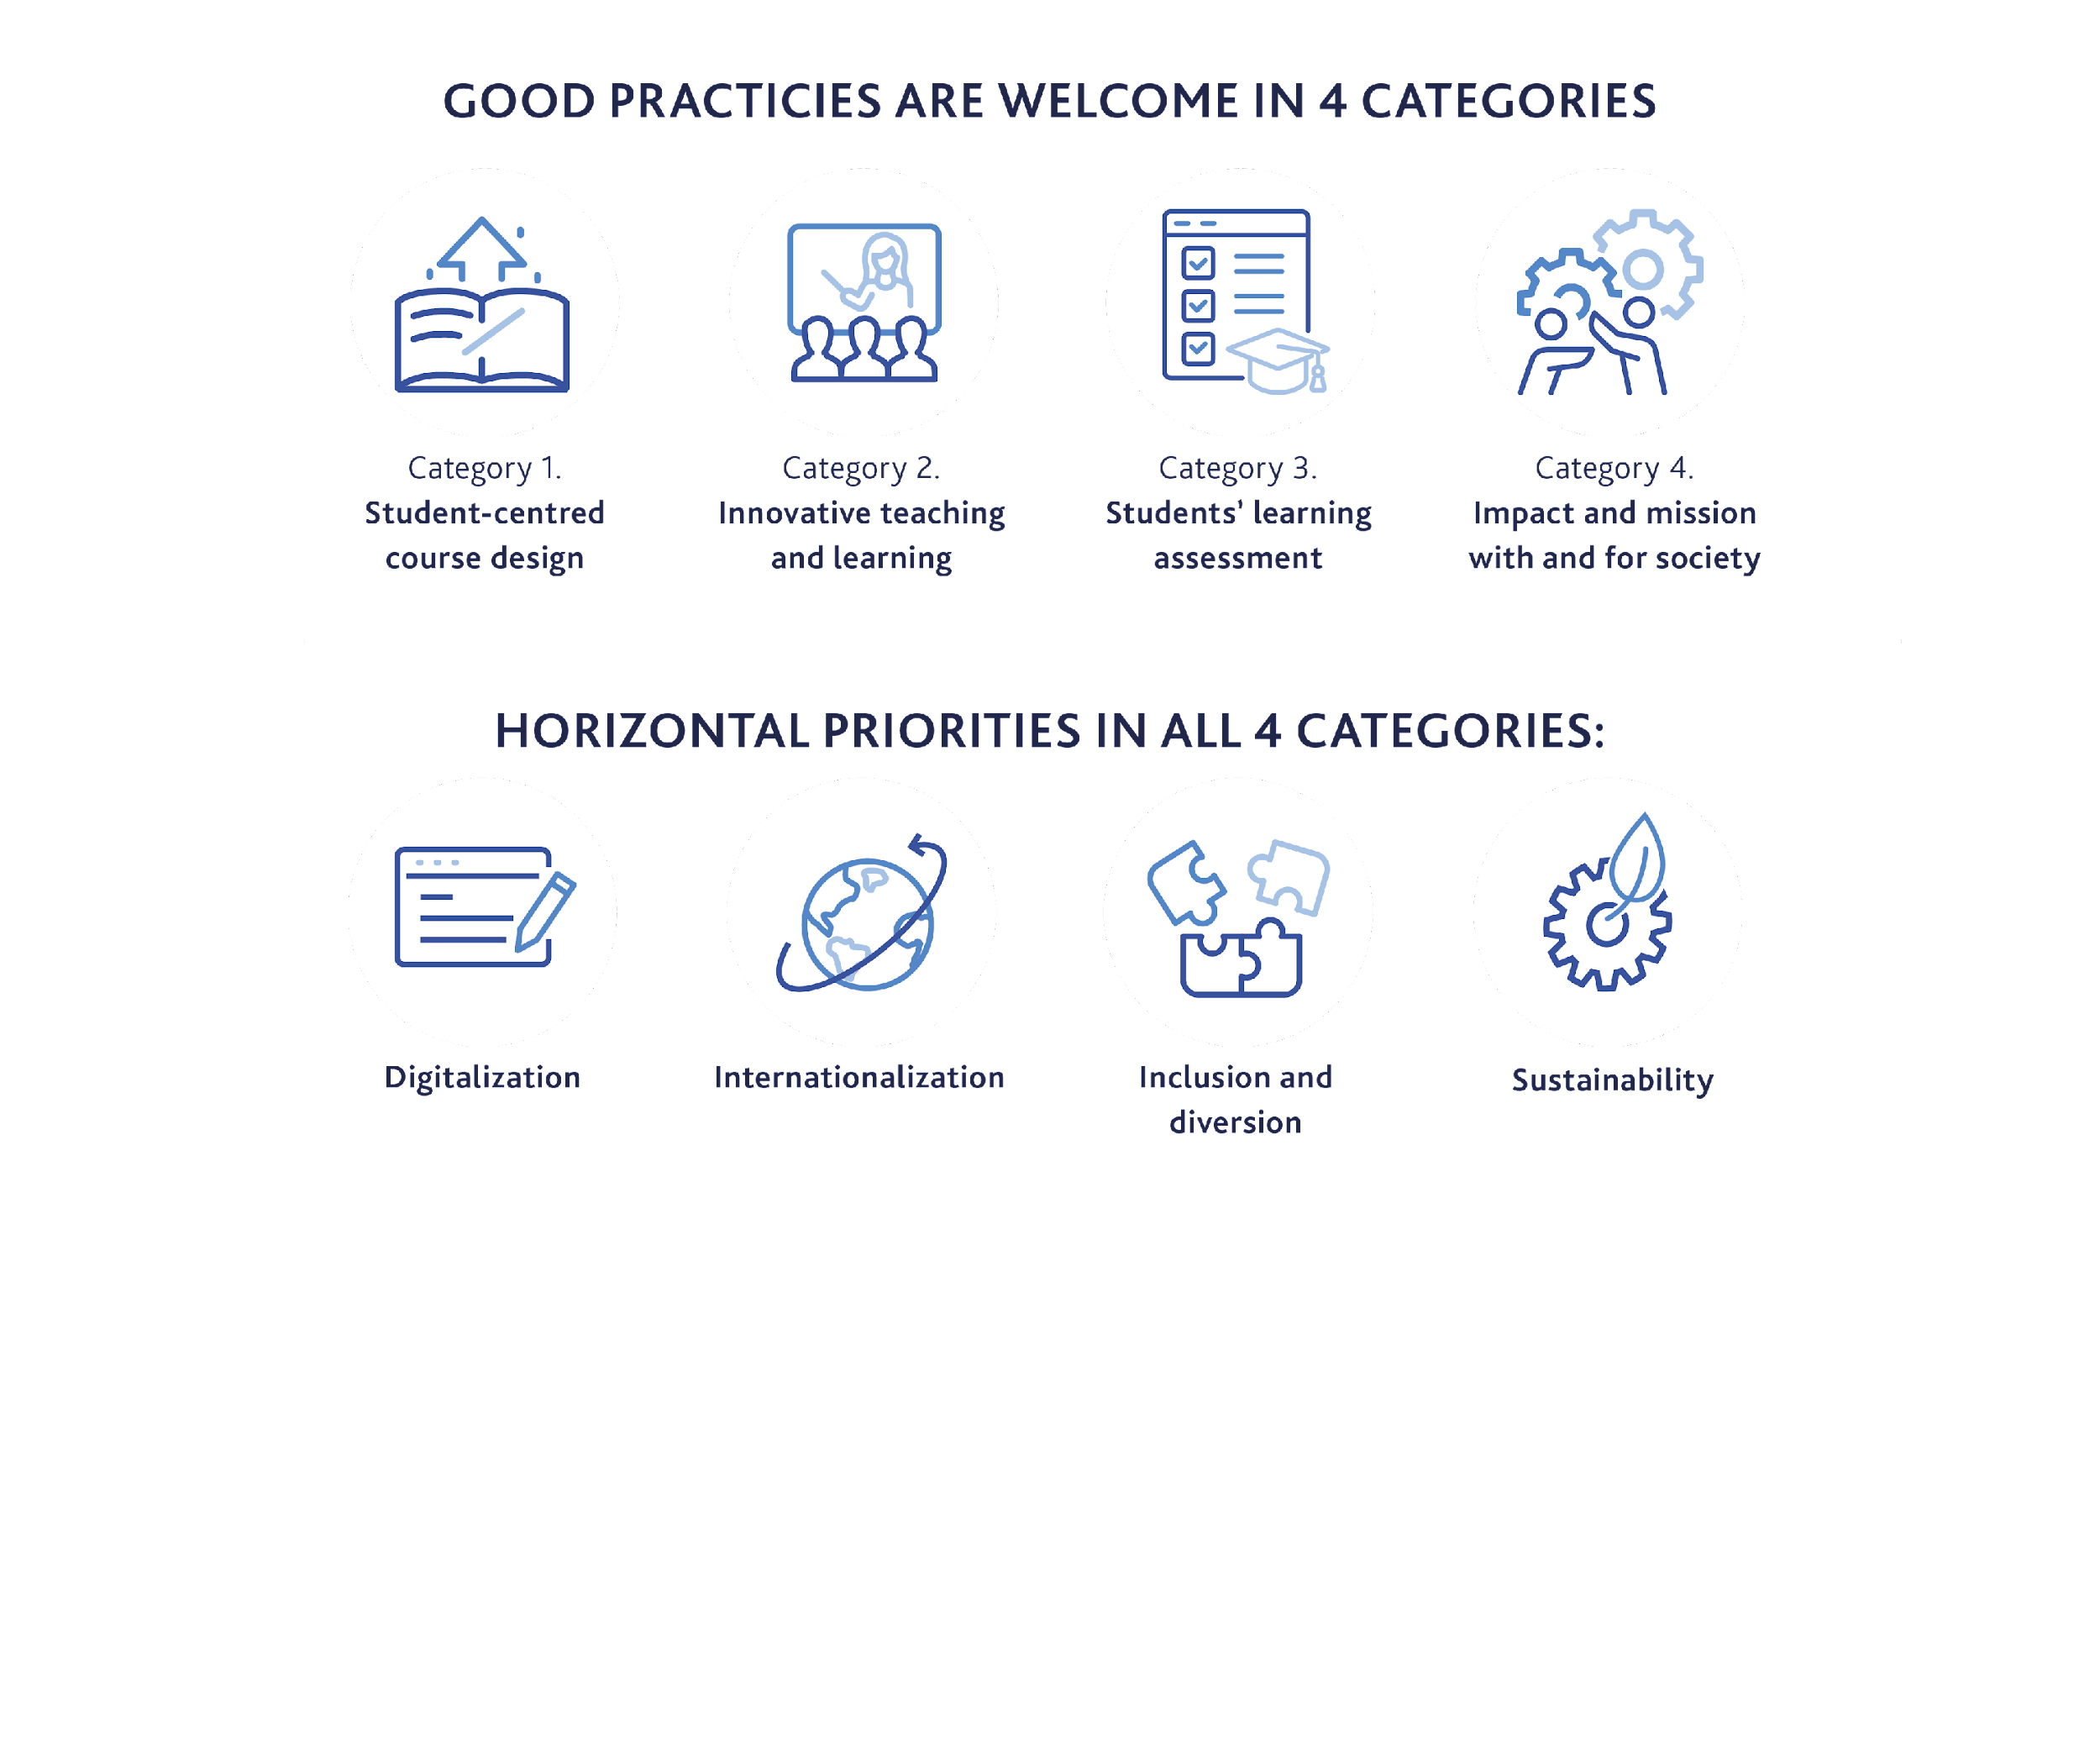 GOOD PRACTICIES ARE WELCOME IN 4 CATEGORIES
Category 1.
Student-centred
course design
Category 2.
Innovative teaching
and learning
Category 3.
Students' learning
assessment
Category 4.
Impact and mission
with and for society
HORIZONTAL PRIORITIES IN ALL 4 CATEGORIES:
Digitalization
Internationalization
Inclusion and
diversion
Sustainability